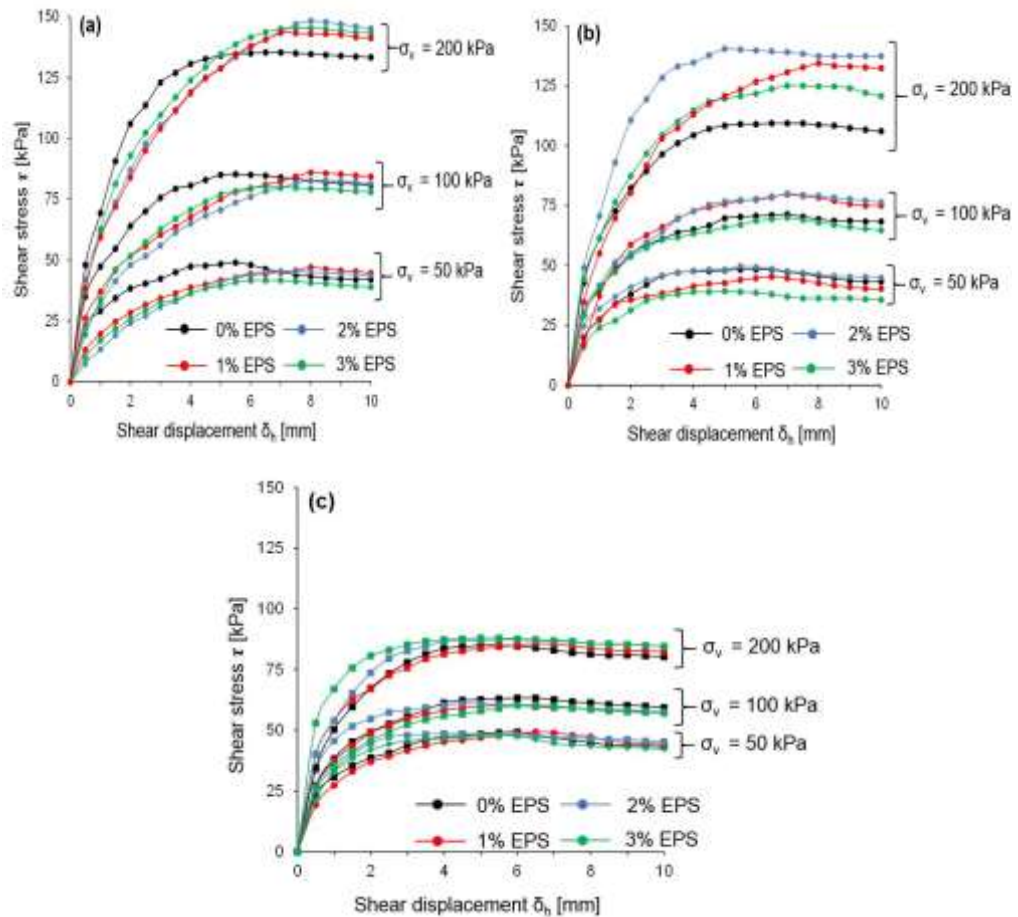 (a)
150
125
100
75
50
25
0
Shear stress τ [kPa]
σᵥ = 200 kPa
σᵥ = 100 kPa
σᵥ = 50 kPa
0% EPS 2% EPS
1% EPS 3% EPS
0 2 4 6 8 10
Shear displacement δₕ [mm]
(b)
150
125
100
75
50
25
0
Shear stress τ [kPa]
σᵥ = 200 kPa
σᵥ = 100 kPa
σᵥ = 50 kPa
0% EPS 2% EPS
1% EPS 3% EPS
0 2 4 6 8 10
Shear displacement δₕ [mm]
(c)
150
125
100
75
50
25
0
Shear stress τ [kPa]
σᵥ = 200 kPa
σᵥ = 100 kPa
σᵥ = 50 kPa
0% EPS 2% EPS
1% EPS 3% EPS
0 2 4 6 8 10
Shear displacement δₕ [mm]